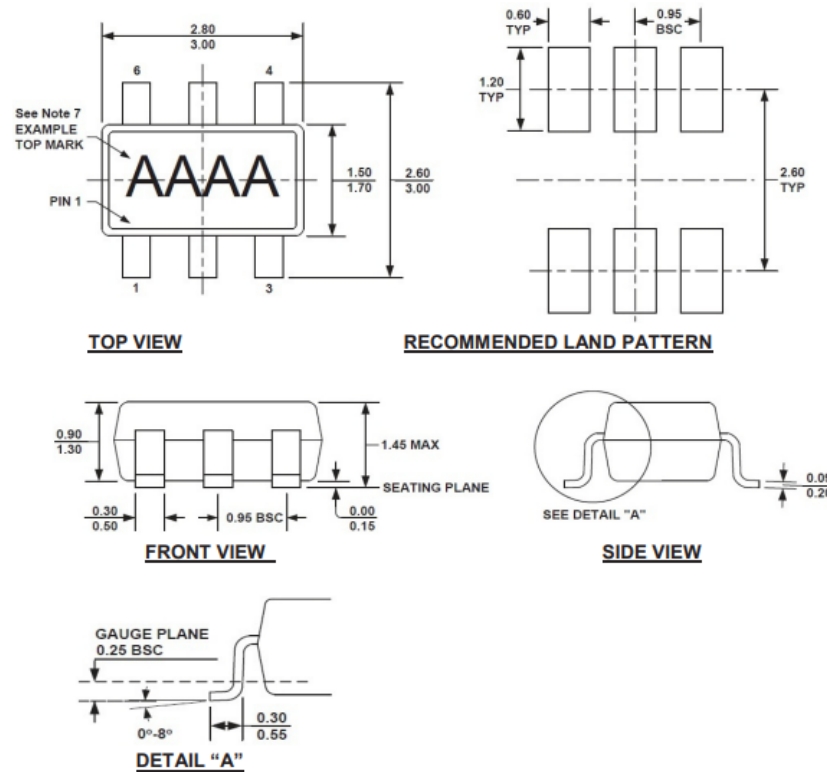 2.80
3.00
6
4
See Note 7
EXAMPLE
TOP MARK
AAAA
PIN 1
1.50
1.70
2.60
3.00
1
3
TOP VIEW
0.60
TYP
0.95
BSC
1.20
TYP
2.60
TYP
RECOMMENDED LAND PATTERN
0.90
1.30
1.45 MAX
SEATING PLANE
0.30
0.50
0.95 BSC
0.00
0.15
FRONT VIEW
SEE DETAIL "A"
SIDE VIEW
GAUGE PLANE
0.25 BSC
0°-8°
0.30
0.55
DETAIL “A”